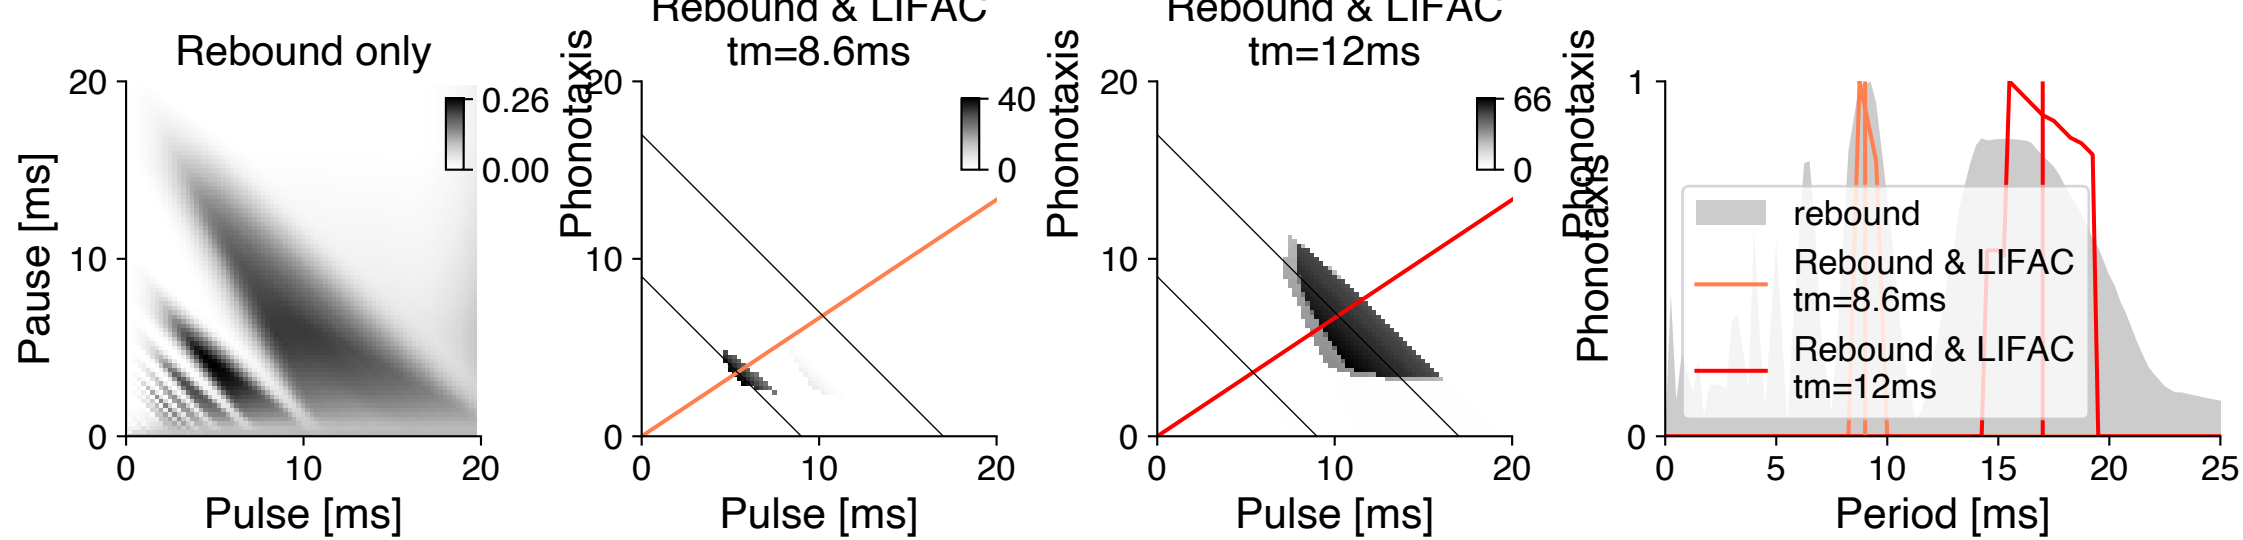 Rebound only
20
10
0
0
10
20
Pause [ms]
Pulse [ms]
0.26
0.00
Phonotaxis
Rebound & LIFAC
tm=8.6ms
20
10
0
0
10
20
Pulse [ms]
40
0
Phonotaxis
Rebound & LIFAC
tm=12ms
20
10
0
0
10
20
Pulse [ms]
66
0
Phonotaxis
Phonotaxis
1
0
0
5
10
15
20
25
Period [ms]
rebound
Rebound & LIFAC
tm=8.6ms
Rebound & LIFAC
tm=12ms